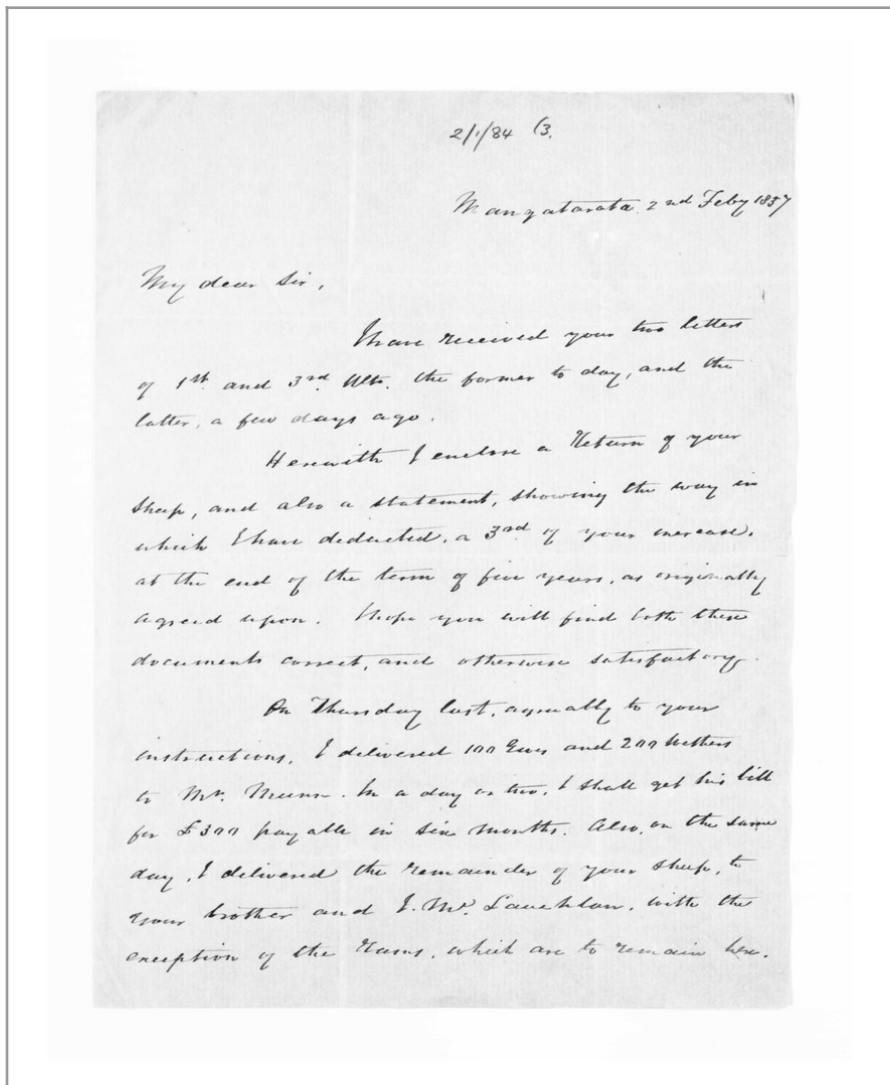 2/1/84 (3.
Mangatarata 2nd Feby 1857
My dear Sir,
I have received your two letters
of 1st. and 3rd. Ulto. the former to day, and the
latter, a few days ago.
Herewith I enclose a Return of your
sheep, and also a statement, showing the way in
which I have deducted, a 3rd of your increase.
at the end of the term of five years, as originally
agreed upon. I hope you will find both these
documents correct, and otherwise satisfactory.
On Thursday last, agreeably to your
instructions, I delivered 100 Ewes and 200 Wethers
to Mr. Munn. In a day or two, I shall get his bill
for £300 payable in six months. Also, on the same
day, I delivered the remainder of your sheep, to
your brother and J. Mc. Lauchlan, with the
exception of the Rams, which are to remain here.